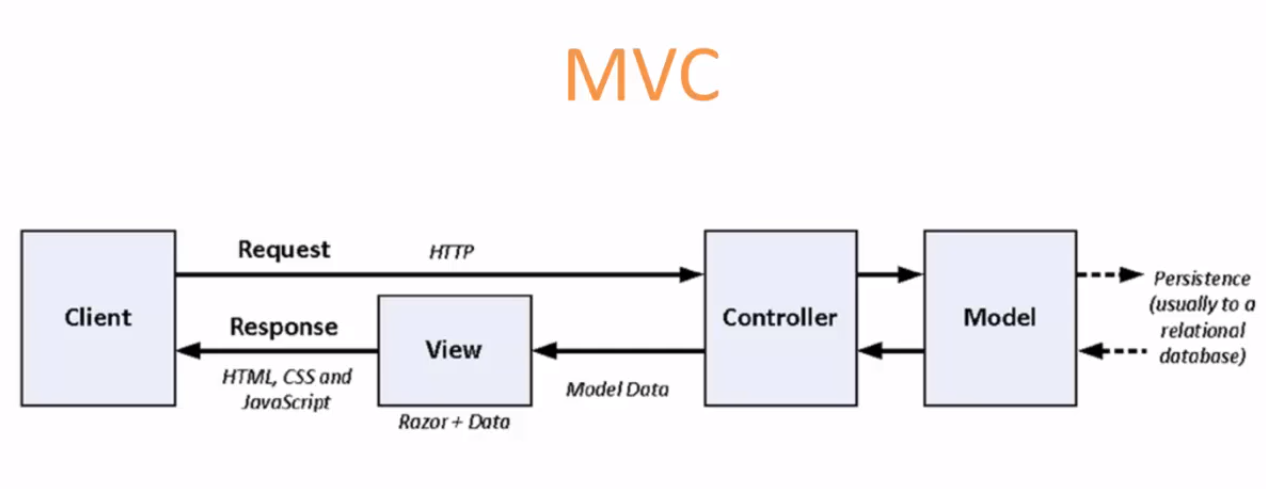 MVC
Request
HTTP
Client
Response
HTML, CSS and
JavaScript
View
Razor + Data
Model Data
Controller
Model
Persistence
(usually to a
relational
database)